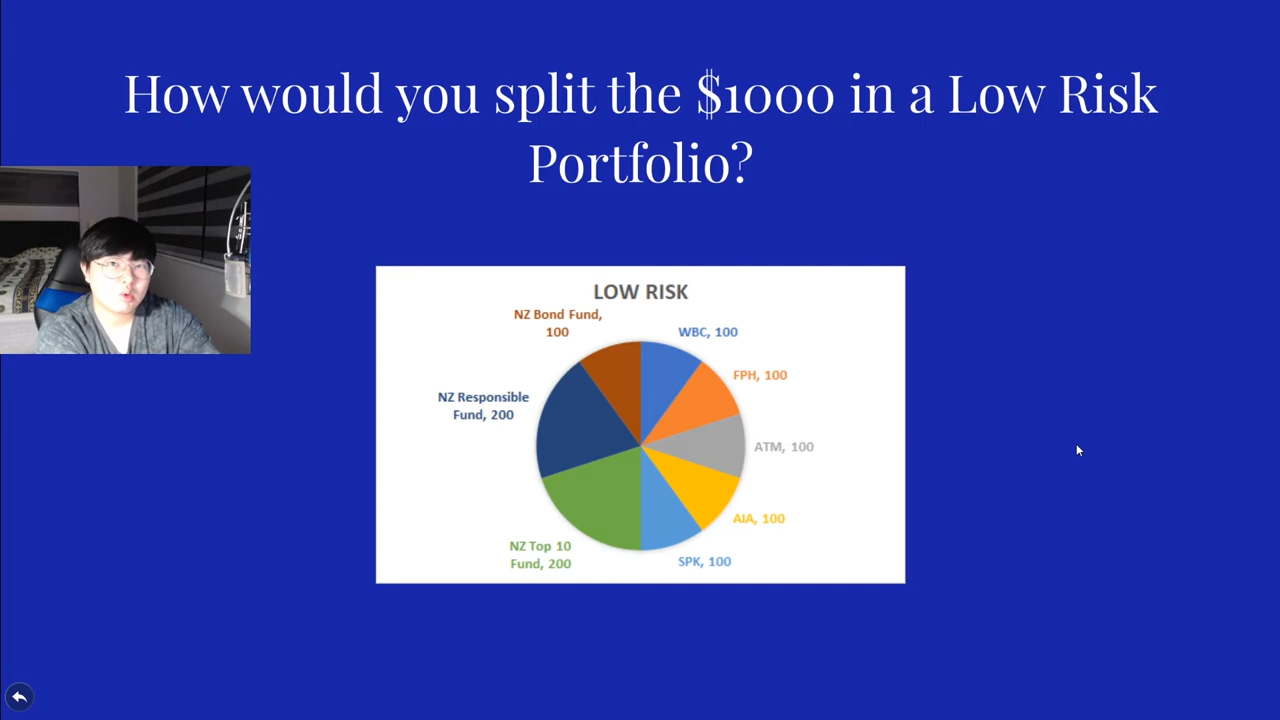 How would you split the $1000 in a Low Risk
Portfolio?
LOW RISK
NZ Bond Fund,
100
WBC, 100
FPH, 100
NZ Responsible
Fund, 200
ATM, 100
AIA, 100
NZ Top 10
Fund, 200
SPK, 100